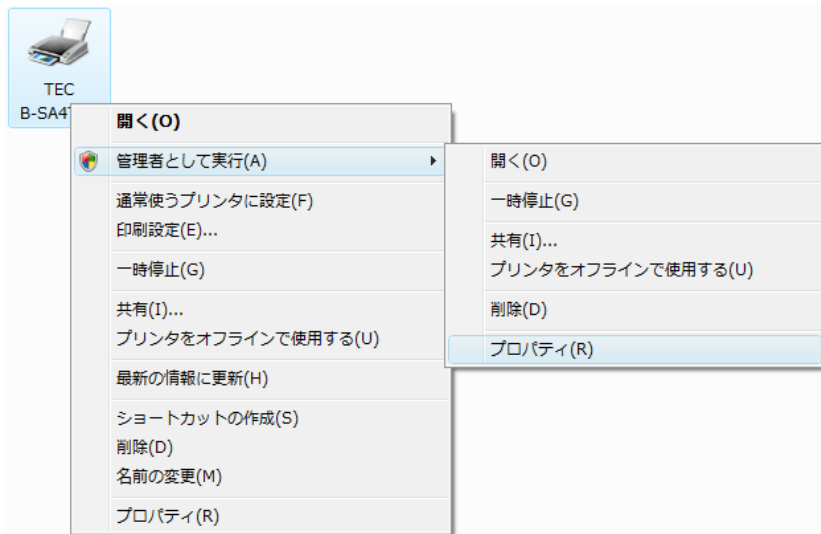 TEC
B-SA4
開く(O)
管理者として実行(A)
通常使うプリンタに設定(F)
印刷設定(E)...
一時停止(G)
共有(I)...
プリンタをオフラインで使用する(U)
最新の情報に更新(H)
ショートカットの作成(S)
削除(D)
名前の変更(M)
プロパティ(R)
開く(O)
一時停止(G)
共有(I)...
プリンタをオフラインで使用する(U)
削除(D)
プロパティ(R)